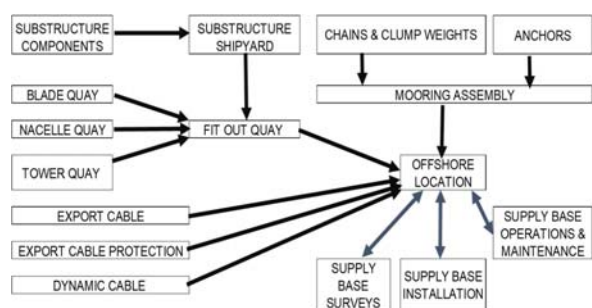 SUBSTRUCTURE
COMPONENTS
SUBSTRUCTURE
SHIPYARD
CHAINS & CLUMP WEIGHTS
ANCHORS
BLADE QUAY
NACELLE QUAY
TOWER QUAY
FIT OUT QUAY
MOORING ASSEMBLY
OFFSHORE
LOCATION
EXPORT CABLE
EXPORT CABLE PROTECTION
DYNAMIC CABLE
SUPPLY
BASE
SURVEYS
SUPPLY BASE
INSTALLATION
SUPPLY BASE
OPERATIONS &
MAINTENANCE